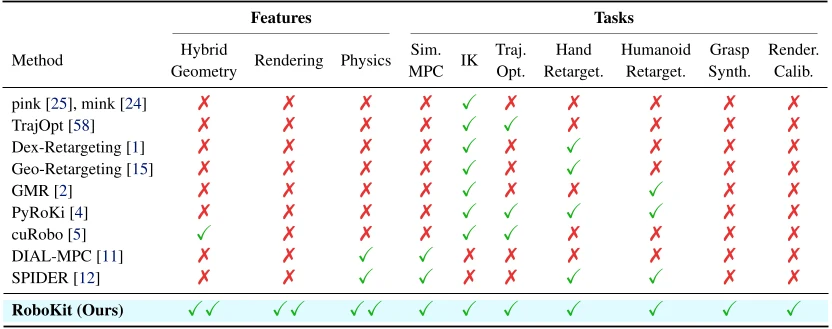 Features Tasks
Method Hybrid Geometry Rendering Physics Sim. MPC IK Traj. Opt. Hand Retarget. Humanoid Retarget. Grasp Synth. Render. Calib.
pink [25], mink [24] ✗ ✗ ✗ ✗ ✓ ✗ ✗ ✗ ✗ ✗
TrajOpt [58] ✗ ✗ ✗ ✗ ✓ ✓ ✗ ✗ ✗ ✗
Dex-Retargeting [1] ✗ ✗ ✗ ✗ ✓ ✗ ✓ ✗ ✗ ✗
Geo-Retargeting [15] ✗ ✗ ✗ ✗ ✓ ✗ ✓ ✗ ✗ ✗
GMR [2] ✗ ✗ ✗ ✗ ✓ ✗ ✗ ✓ ✗ ✗
PyRoKi [4] ✗ ✗ ✗ ✗ ✓ ✓ ✓ ✓ ✗ ✗
cuRobo [5] ✓ ✗ ✗ ✗ ✓ ✓ ✗ ✗ ✗ ✗
DIAL-MPC [11] ✗ ✗ ✓ ✓ ✗ ✗ ✗ ✗ ✗ ✗
SPIDER [12] ✗ ✗ ✓ ✓ ✗ ✗ ✓ ✓ ✗ ✗
RoboKit (Ours) ✓✓ ✓✓ ✓✓ ✓ ✓ ✓ ✓ ✓ ✓ ✓